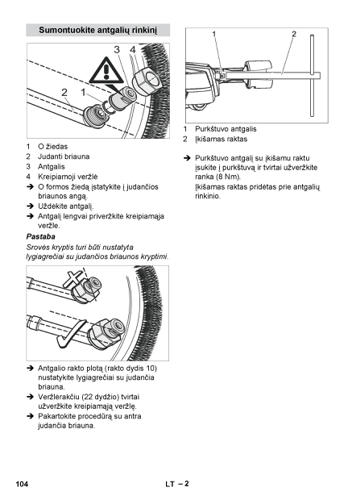 Sumontuokite antgalių rinkinį
3 4
2 1
1 O žiedas
2 Judanti briauna
3 Antgalis
4 Kreipiamoji veržlė
➔ O formos žiedą įstatykite į judančios
briaunos angą.
➔ Uždėkite antgalį.
➔ Antgalį lengvai priveržkite kreipiamąja
veržle.
Pastaba
Srovės kryptis turi būti nustatyta
lygiagrečiai su judančios briaunos kryptimi.
➔ Antgalio rakto plotą (rakto dydis 10)
nustatykite lygiagrečiai su judančia
briauna.
➔ Veržlerakčiu (22 dydžio) tvirtai
užveržkite kreipiamąją veržlę.
➔ Pakartokite procedūrą su antra
judančia briauna.
1 2
1 Purkštuvo antgalis
2 Įkišamas raktas
➔ Purkštuvo antgalį su įkišamu raktu
įsukite į purkštuvą ir tvirtai užveržkite
ranka (8 Nm).
Įkišamas raktas pridėtas prie antgalių
rinkinio.
104 LT – 2